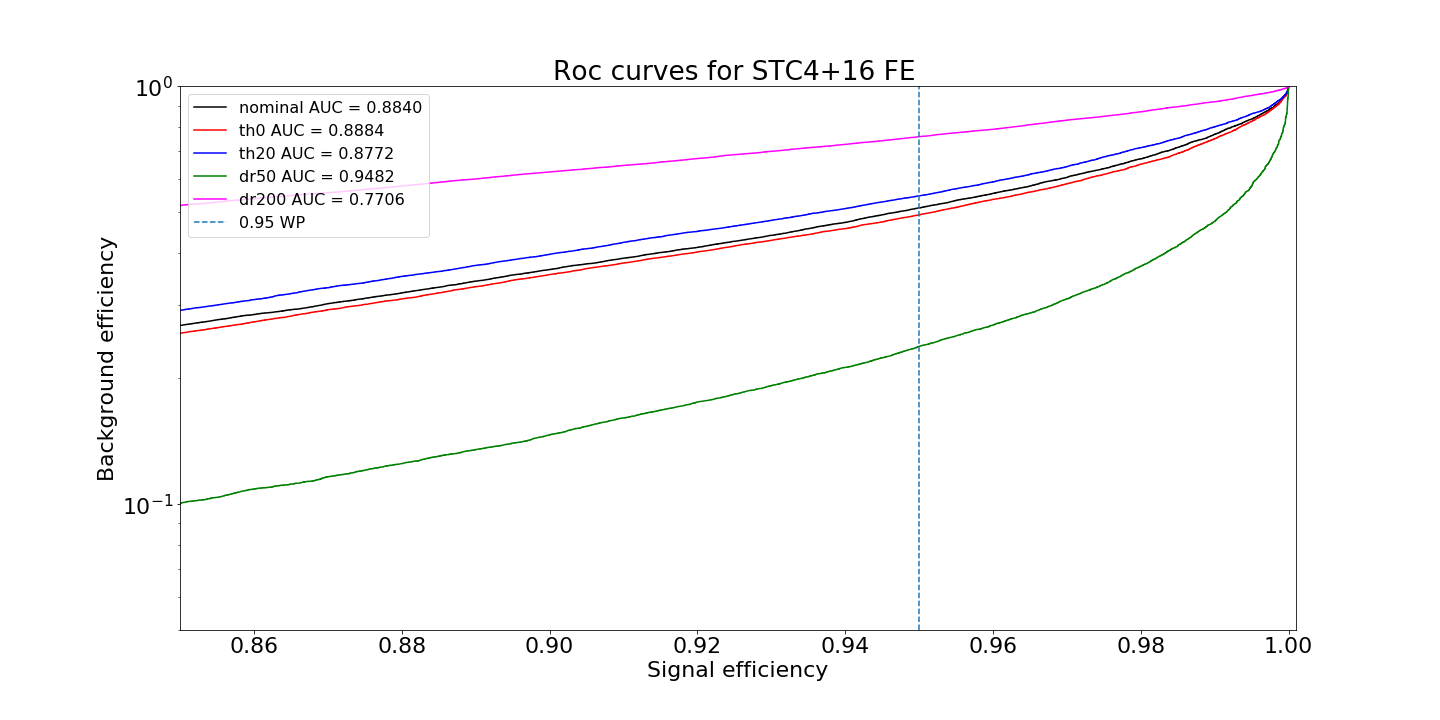 Roc curves for STC4+16 FE
10⁰
nominal AUC = 0.8840
th0 AUC = 0.8884
th20 AUC = 0.8772
dr50 AUC = 0.9482
dr200 AUC = 0.7706
0.95 WP
Background efficiency
10⁻¹
0.86 0.88 0.90 0.92 0.94 0.96 0.98 1.00
Signal efficiency